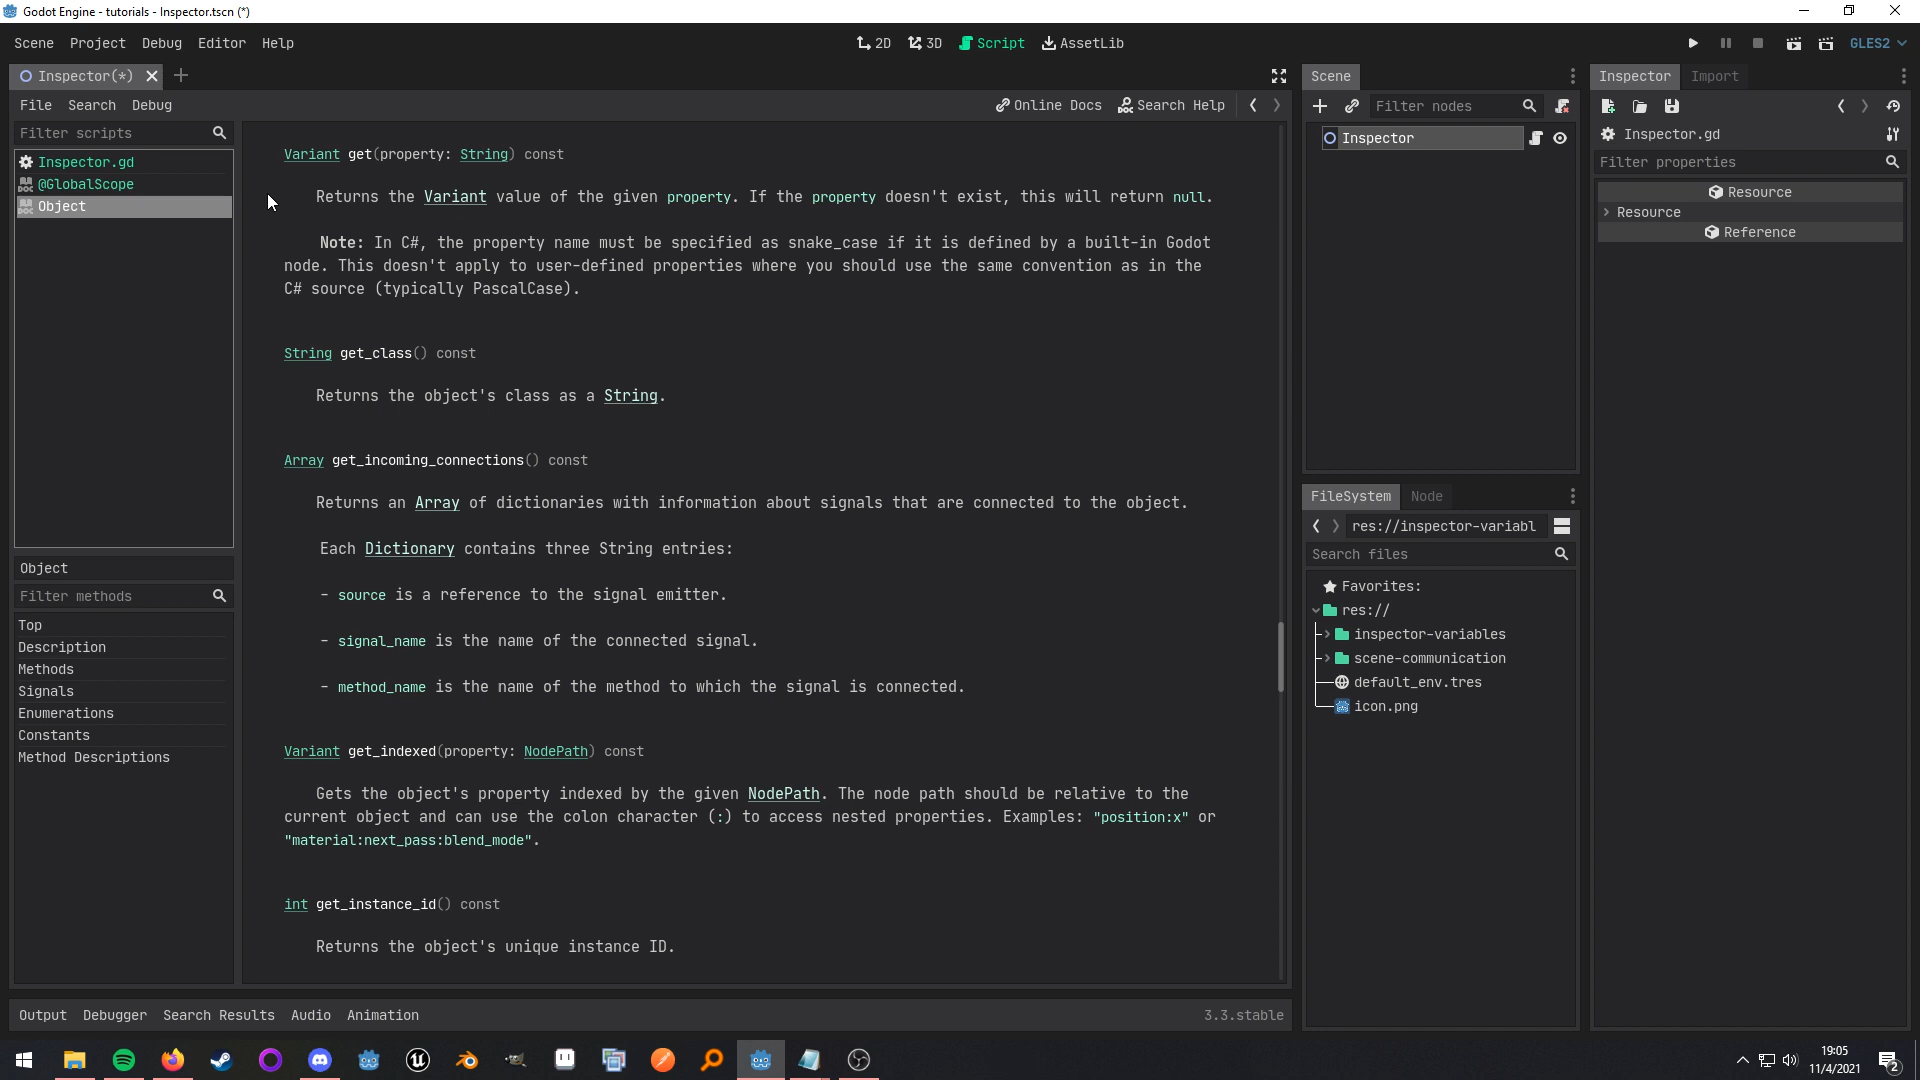 Godot Engine - tutorials - Inspector.tscn (*)
Scene Project Debug Editor Help
2D 3D Script AssetLib
GLES2
Inspector(*)
File Search Debug
Online Docs Search Help
Filter scripts
Inspector.gd
@GlobalScope
Object
Object
Filter methods
Top
Description
Methods
Signals
Enumerations
Constants
Method Descriptions
Variant get(property: String) const
Returns the Variant value of the given property. If the property doesn't exist, this will return null.
Note: In C#, the property name must be specified as snake_case if it is defined by a built-in Godot
node. This doesn't apply to user-defined properties where you should use the same convention as in the
C# source (typically PascalCase).
String get_class() const
Returns the object's class as a String.
Array get_incoming_connections() const
Returns an Array of dictionaries with information about signals that are connected to the object.
Each Dictionary contains three String entries:
- source is a reference to the signal emitter.
- signal_name is the name of the connected signal.
- method_name is the name of the method to which the signal is connected.
Variant get_indexed(property: NodePath) const
Gets the object's property indexed by the given NodePath. The node path should be relative to the
current object and can use the colon character (:) to access nested properties. Examples: "position:x" or
"material:next_pass:blend_mode".
int get_instance_id() const
Returns the object's unique instance ID.
Output Debugger Search Results Audio Animation
3.3.stable
Scene
Filter nodes
Inspector
FileSystem Node
res://inspector-variabl
Search files
Favorites:
res://
inspector-variables
scene-communication
default_env.tres
icon.png
Inspector Import
Inspector.gd
Filter properties
Resource
Resource
Reference
19:05
11/4/2021
2